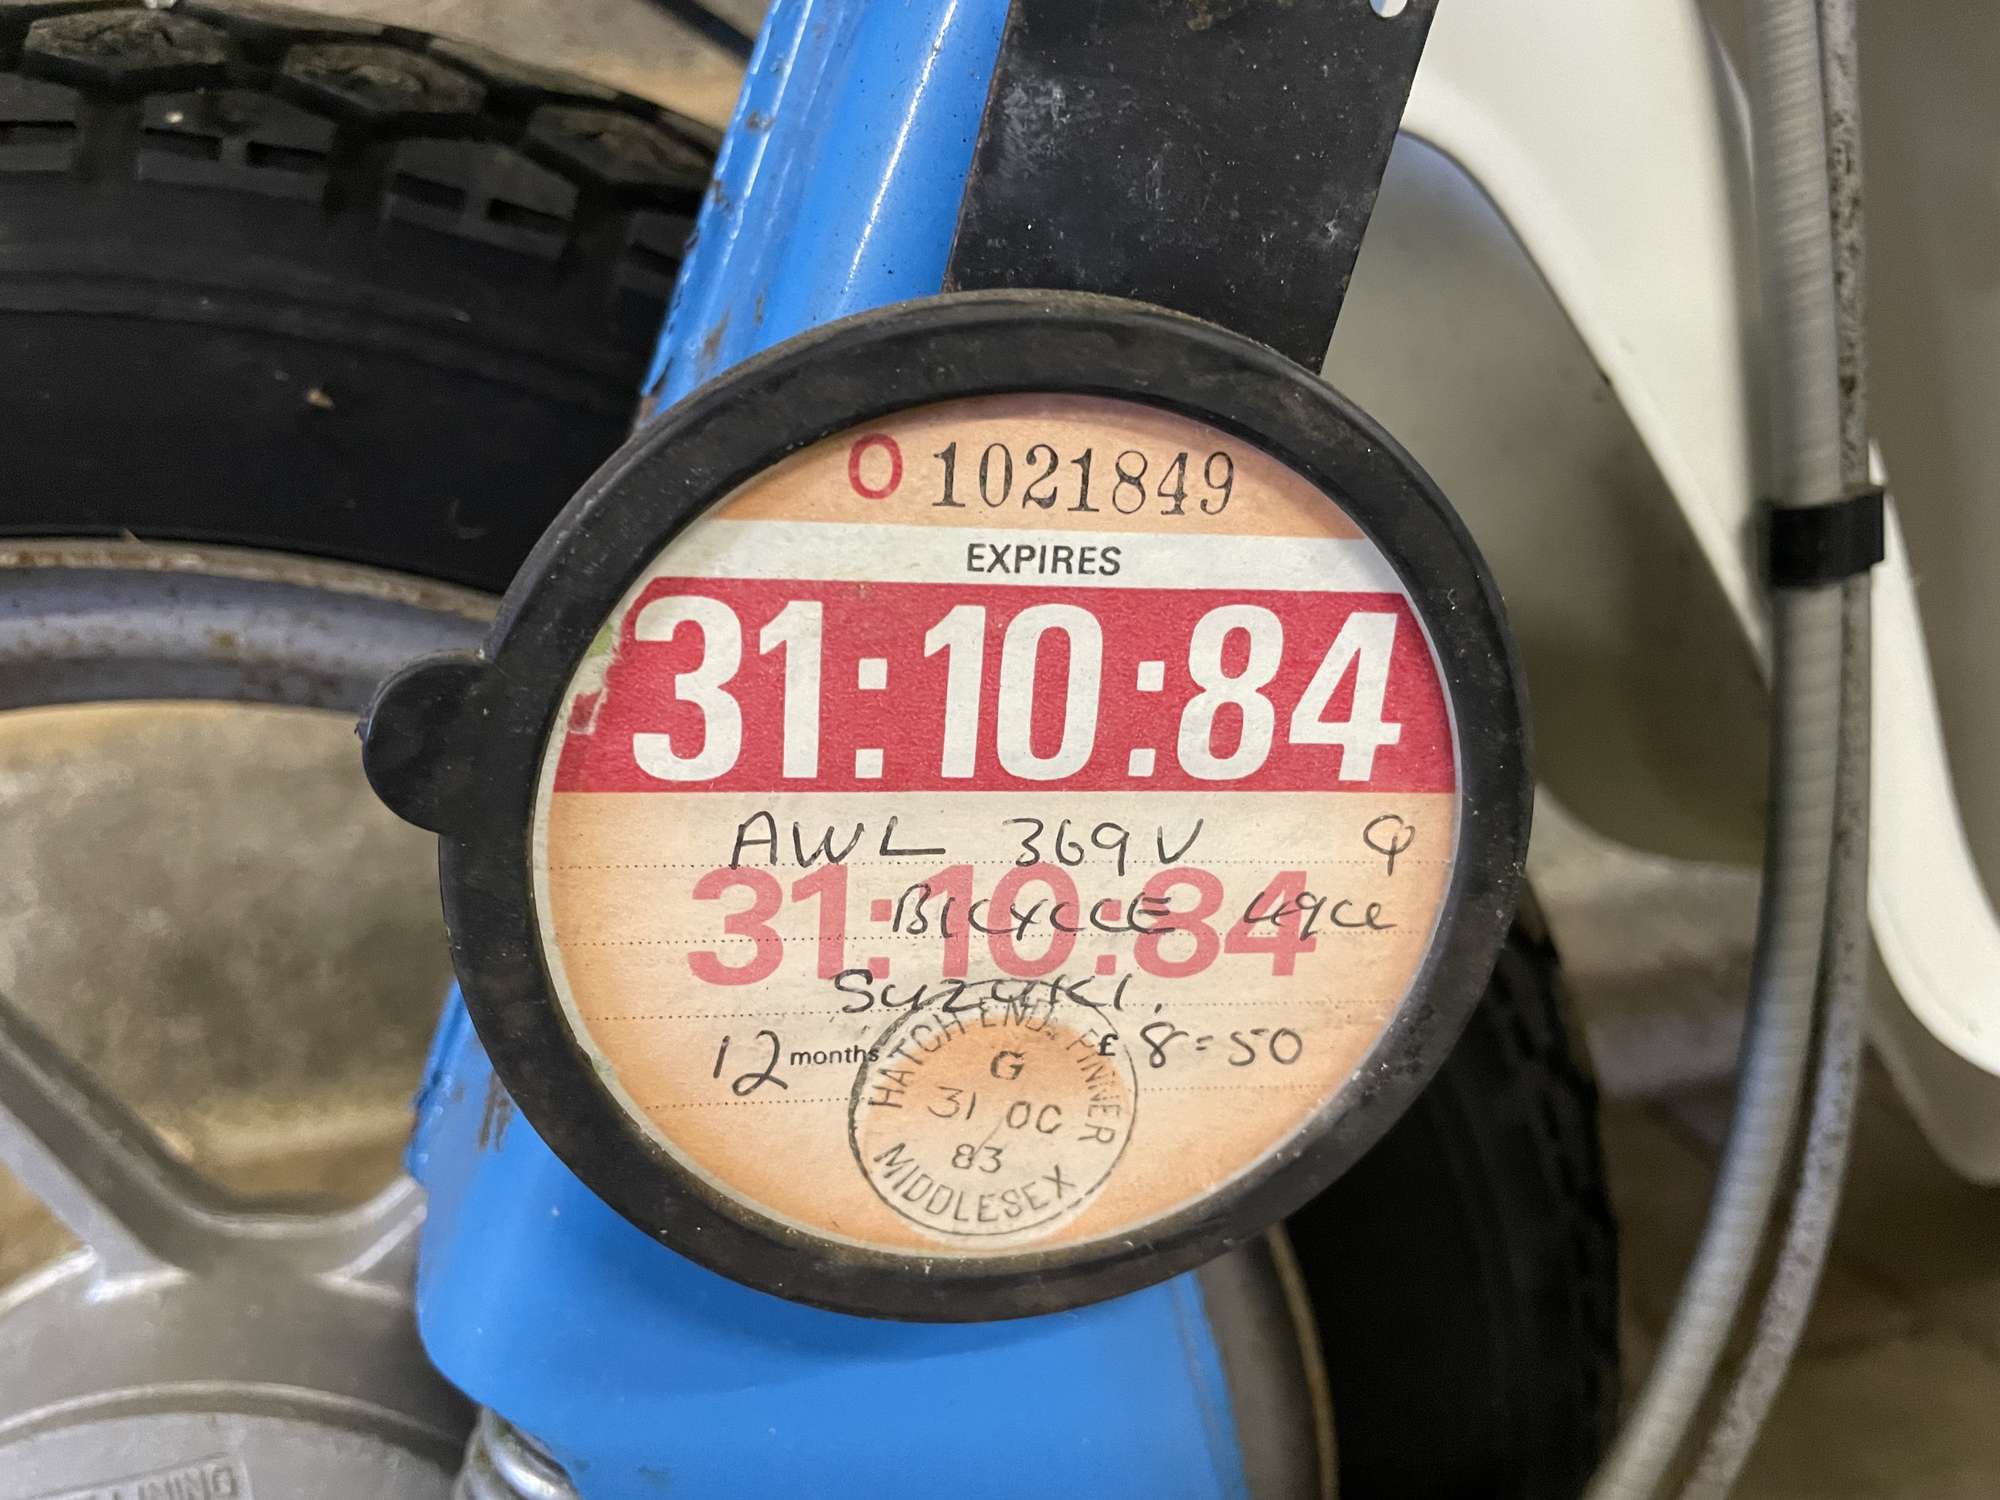 O 1021849
EXPIRES
31:10:84
AWL 369V
31:10:84
BICYCLE 49cc
SUZUKI.
12 months £ 8=50
HATCH END. PINNER
G
31 OC
83
MIDDLESEX
LINING